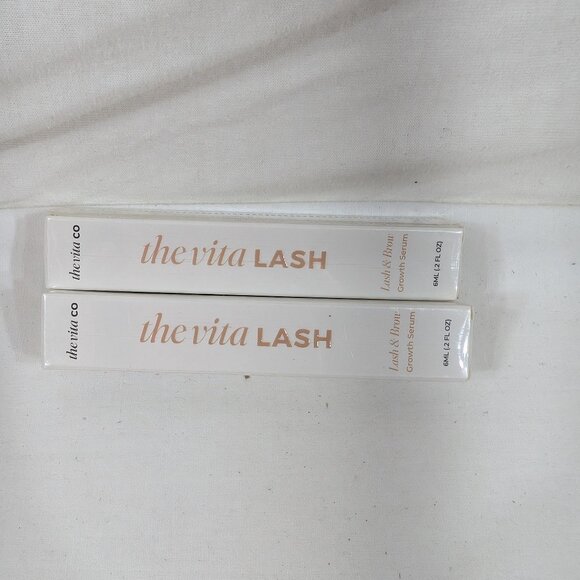 the vita co
the vita LASH
Lash & Brow
Growth Serum
6ML (.2 FL OZ)
the vita co
the vita LASH
Lash & Brow
Growth Serum
6ML (.2 FL OZ)